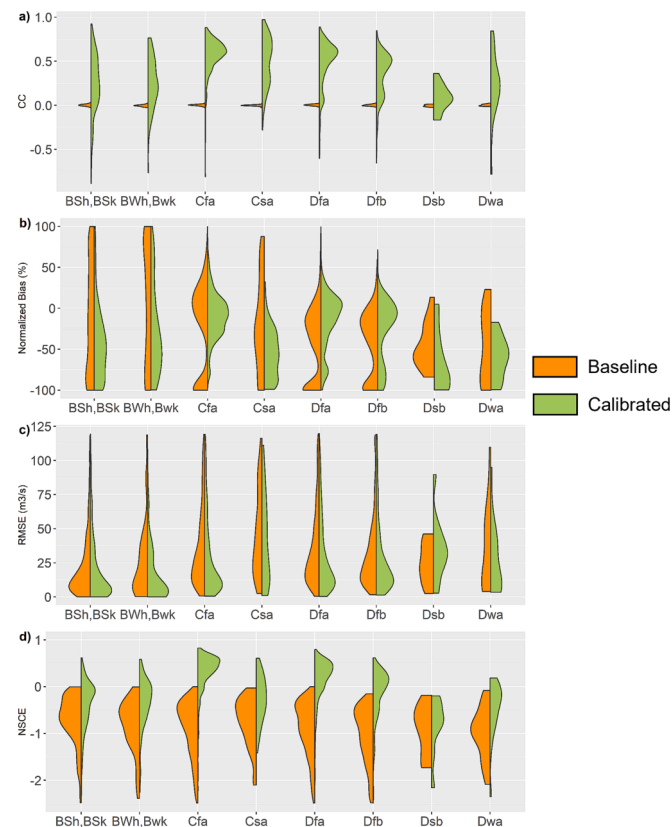 a)
CC
1.0
0.5
0.0
-0.5
BSh,BSk BWh,Bwk Cfa Csa Dfa Dfb Dsb Dwa
b)
Normalized Bias (%)
100
50
0
-50
-100
BSh,BSk BWh,Bwk Cfa Csa Dfa Dfb Dsb Dwa
Baseline
Calibrated
c)
RMSE (m3/s)
125
100
75
50
25
0
BSh,BSk BWh,Bwk Cfa Csa Dfa Dfb Dsb Dwa
d)
NSCE
1
0
-1
-2
BSh,BSk BWh,Bwk Cfa Csa Dfa Dfb Dsb Dwa